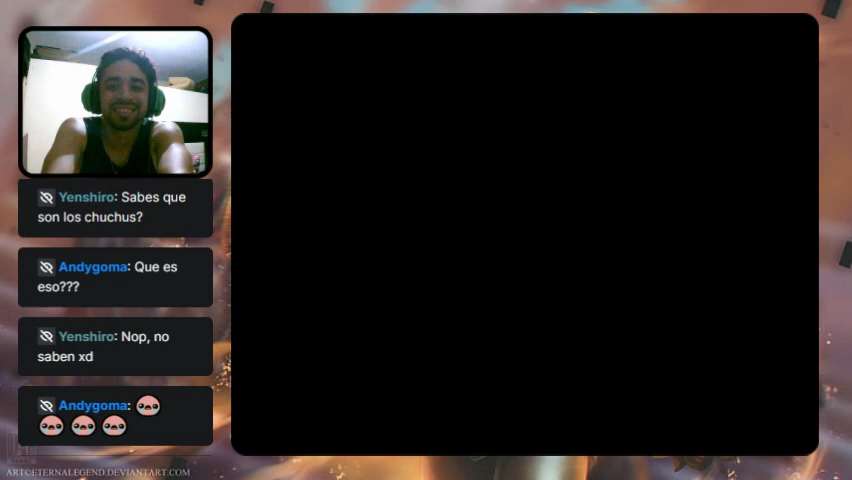 Yenshiro: Sabes que
son los chuchus?
Andygoma: Que es
eso???
Yenshiro: Nop, no
saben xd
Andygoma:
ARTCETERNALEGEND.DEVIANTART.COM